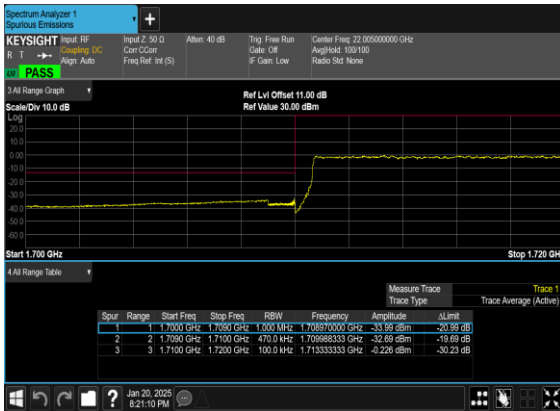 Spectrum Analyzer 1
Spurious Emissions
+
KEYSIGHT Input: RF Input Z: 50 Ω Atten: 40 dB Trig: Free Run Center Freq: 22.005000000 GHz
R T Coupling: DC Corr CCorr Gate: Off Avg|Hold: 100/100
Align: Auto Freq Ref: Int (S) IF Gain: Low Radio Std: None
PASS
3 All Range Graph
Ref Lvl Offset 11.00 dB
Scale/Div 10.0 dB Ref Value 30.00 dBm
Log
20.0
10.0
0.00
-10.0
-20.0
-30.0
-40.0
-50.0
-60.0
Start 1.700 GHz Stop 1.720 GH
4 All Range Table
Measure Trace Trace 1
Trace Type Trace Average (Active)
Spur Range Start Freq Stop Freq RBW Frequency Amplitude ΔLimit
1 1 1.7000 GHz 1.7090 GHz 1.000 MHz 1.708970000 GHz -33.99 dBm -20.99 dB
2 2 1.7090 GHz 1.7100 GHz 470.0 kHz 1.709988333 GHz -32.69 dBm -19.69 dB
3 3 1.7100 GHz 1.7200 GHz 100.0 kHz 1.713333333 GHz -0.226 dBm -30.23 dB
? Jan 20, 2025
8:21:10 PM